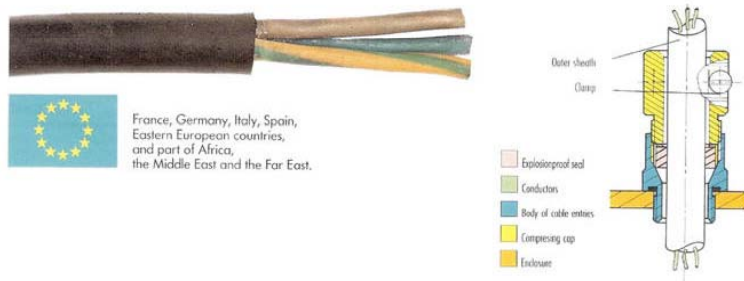 France, Germany, Italy, Spain,
Eastern European countries,
and part of Africa,
the Middle East and the Far East.
Outer sheath
Clamp
Explosionproof seal
Conductors
Body of cable entries
Compresing cap
Enclosure